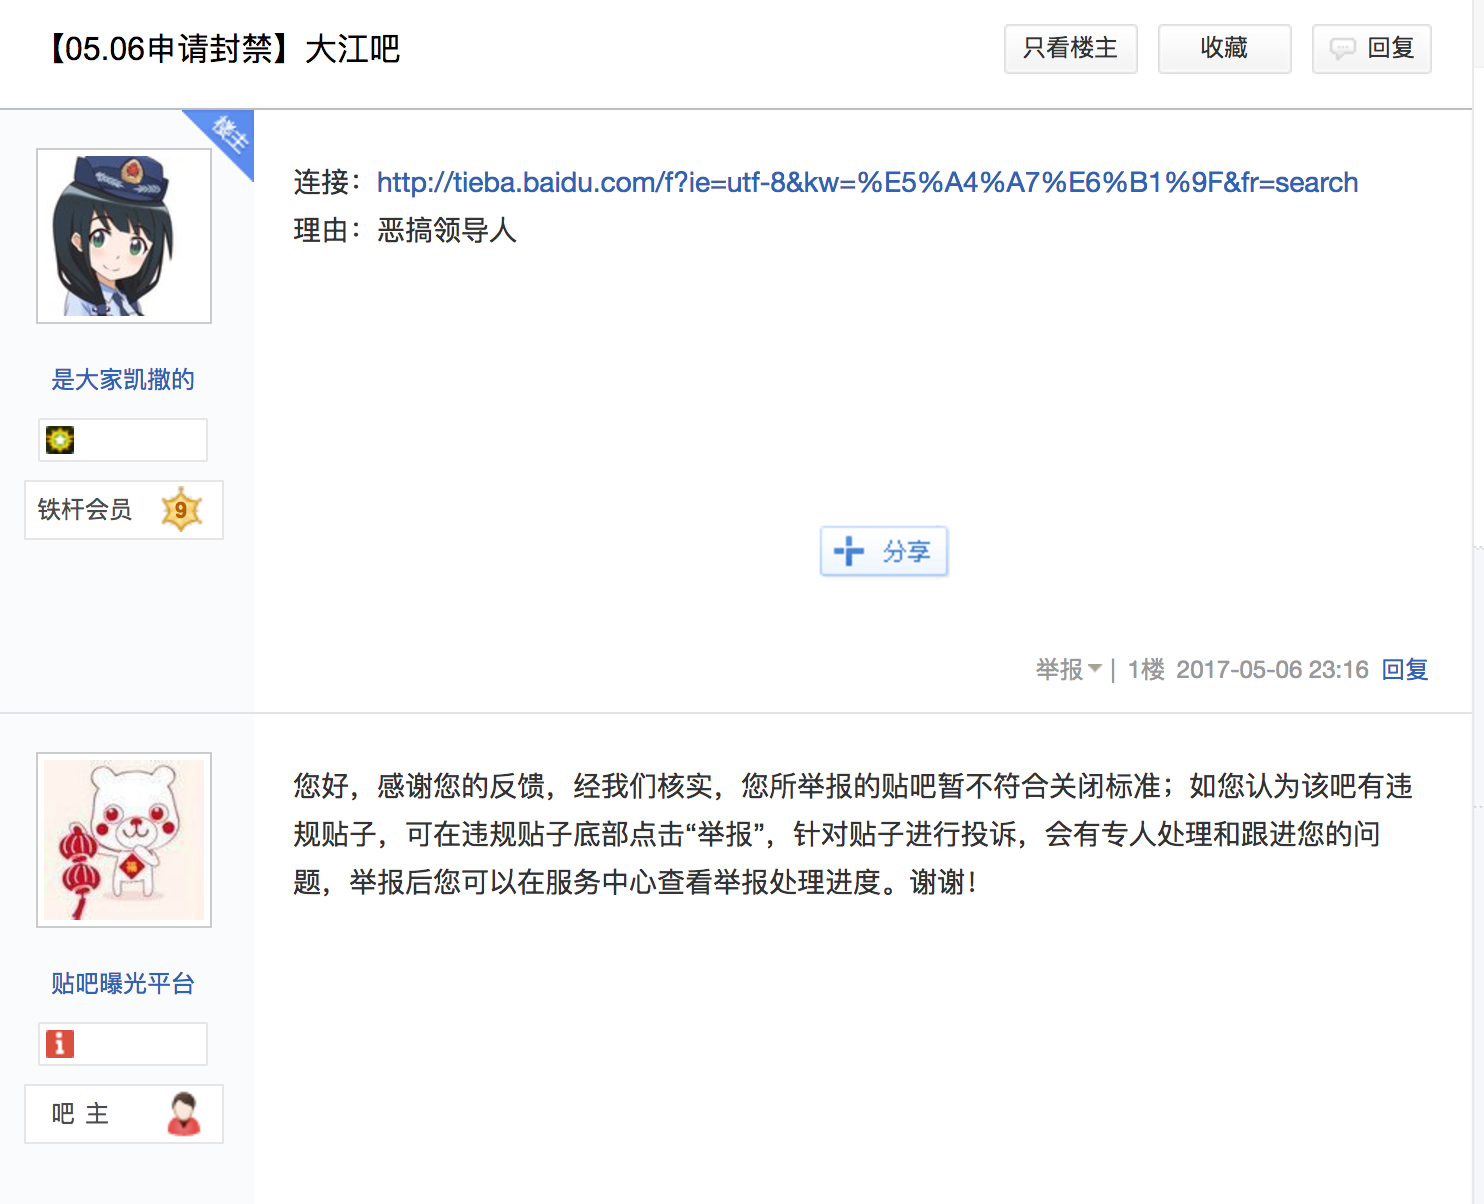 【05.06申请封禁】大江吧
只看楼主
收藏
回复
楼主
连接：http://tieba.baidu.com/f?ie=utf-8&kw=%E5%A4%A7%E6%B1%9F&fr=search
理由：恶搞领导人
是大家凯撒的
铁杆会员 9
分享
举报 | 1楼 2017-05-06 23:16 回复
您好，感谢您的反馈，经我们核实，您所举报的贴吧暂不符合关闭标准；如您认为该吧有违
规贴子，可在违规贴子底部点击“举报”，针对贴子进行投诉，会有专人处理和跟进您的问
题，举报后您可以在服务中心查看举报处理进度。谢谢！
福
贴吧曝光平台
i
吧 主